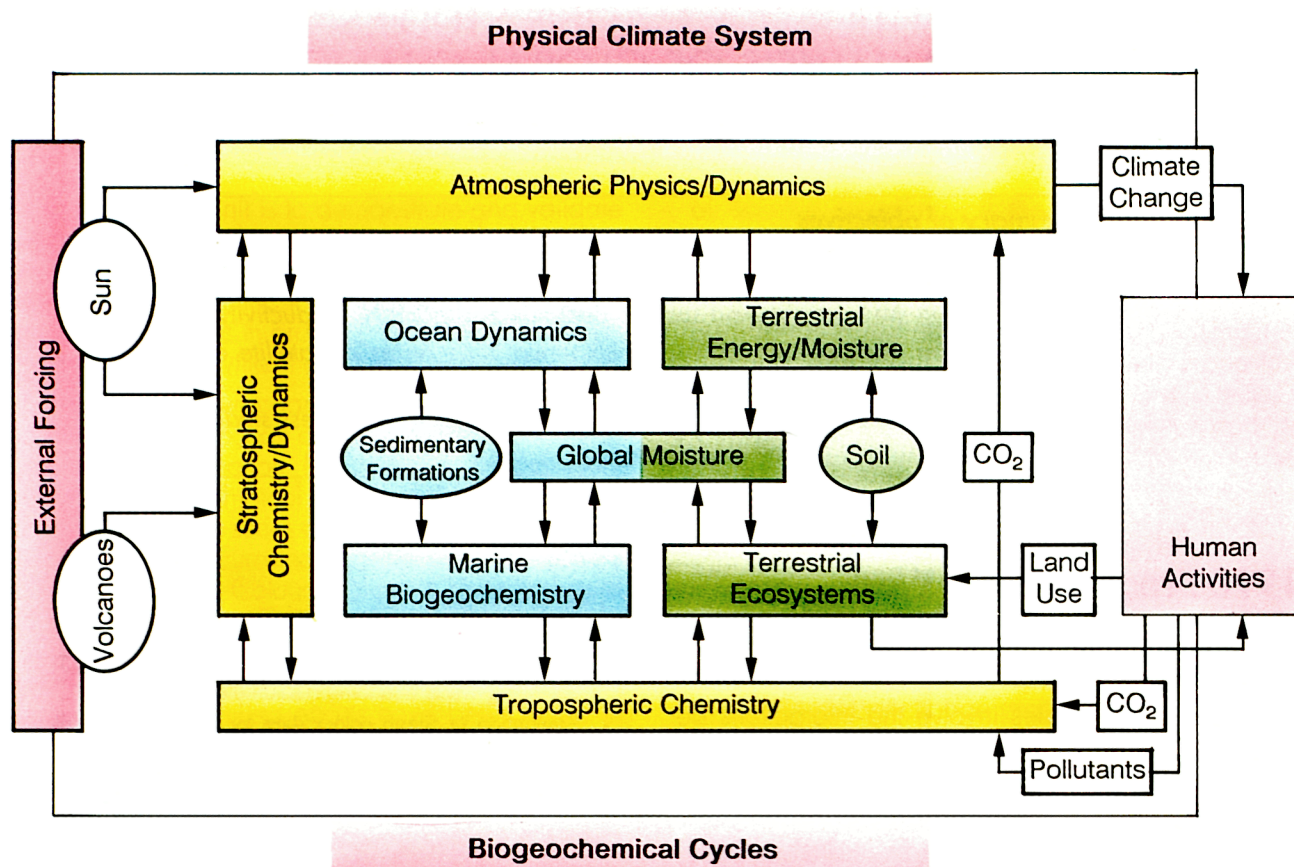 Physical Climate System
Atmospheric Physics/Dynamics
Climate
Change
External Forcing
Sun
Volcanoes
Stratospheric
Chemistry/Dynamics
Ocean Dynamics
Terrestrial
Energy/Moisture
Sedimentary
Formations
Global Moisture
Soil
CO₂
Marine
Biogeochemistry
Terrestrial
Ecosystems
Land
Use
Human
Activities
Tropospheric Chemistry
CO₂
Pollutants
Biogeochemical Cycles